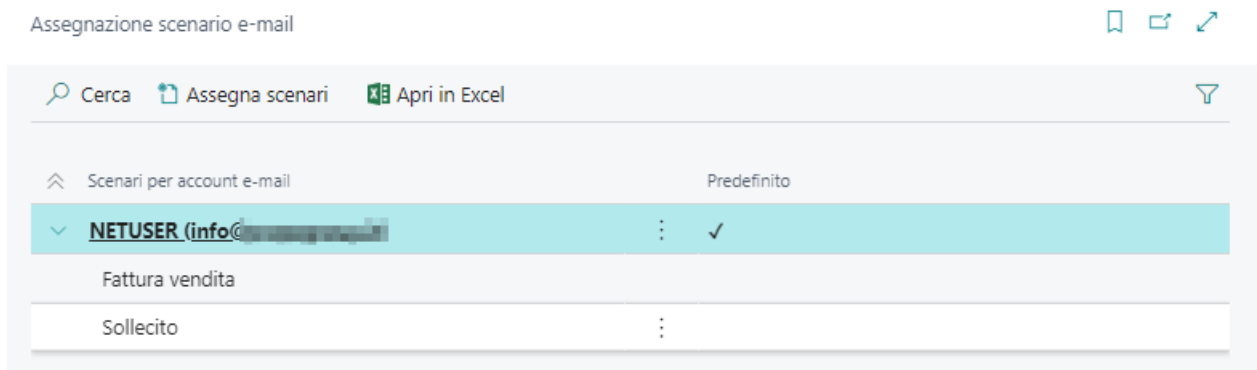 Assegnazione scenario e-mail
Cerca Assegna scenari Apri in Excel
Scenari per account e-mail Predefinito
NETUSER (info@
Fattura vendita
Sollecito